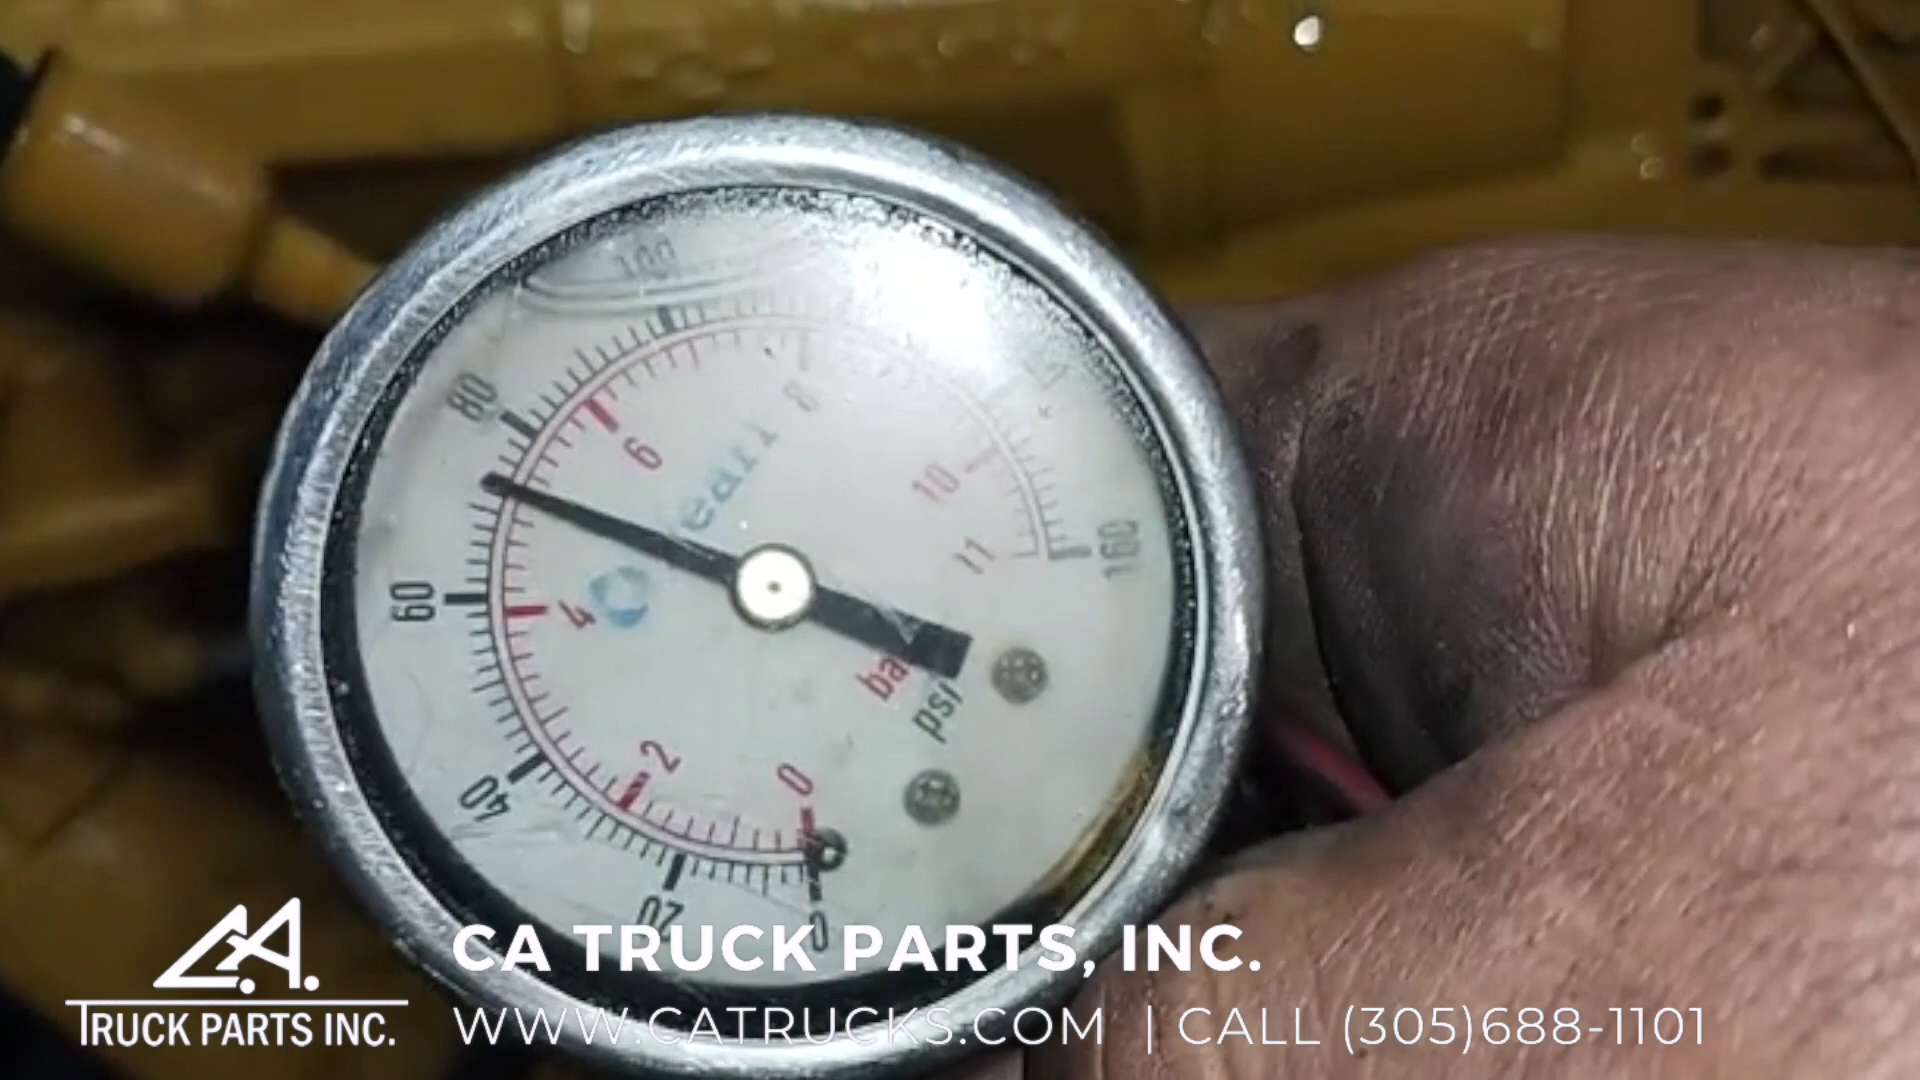 100
80
60
40
20
0
160
6
8
10
11
4
2
0
bar
psi
C.A.
TRUCK PARTS INC.
CA TRUCK PARTS, INC.
WWW.CATRUCKS.COM | CALL (305)688-1101